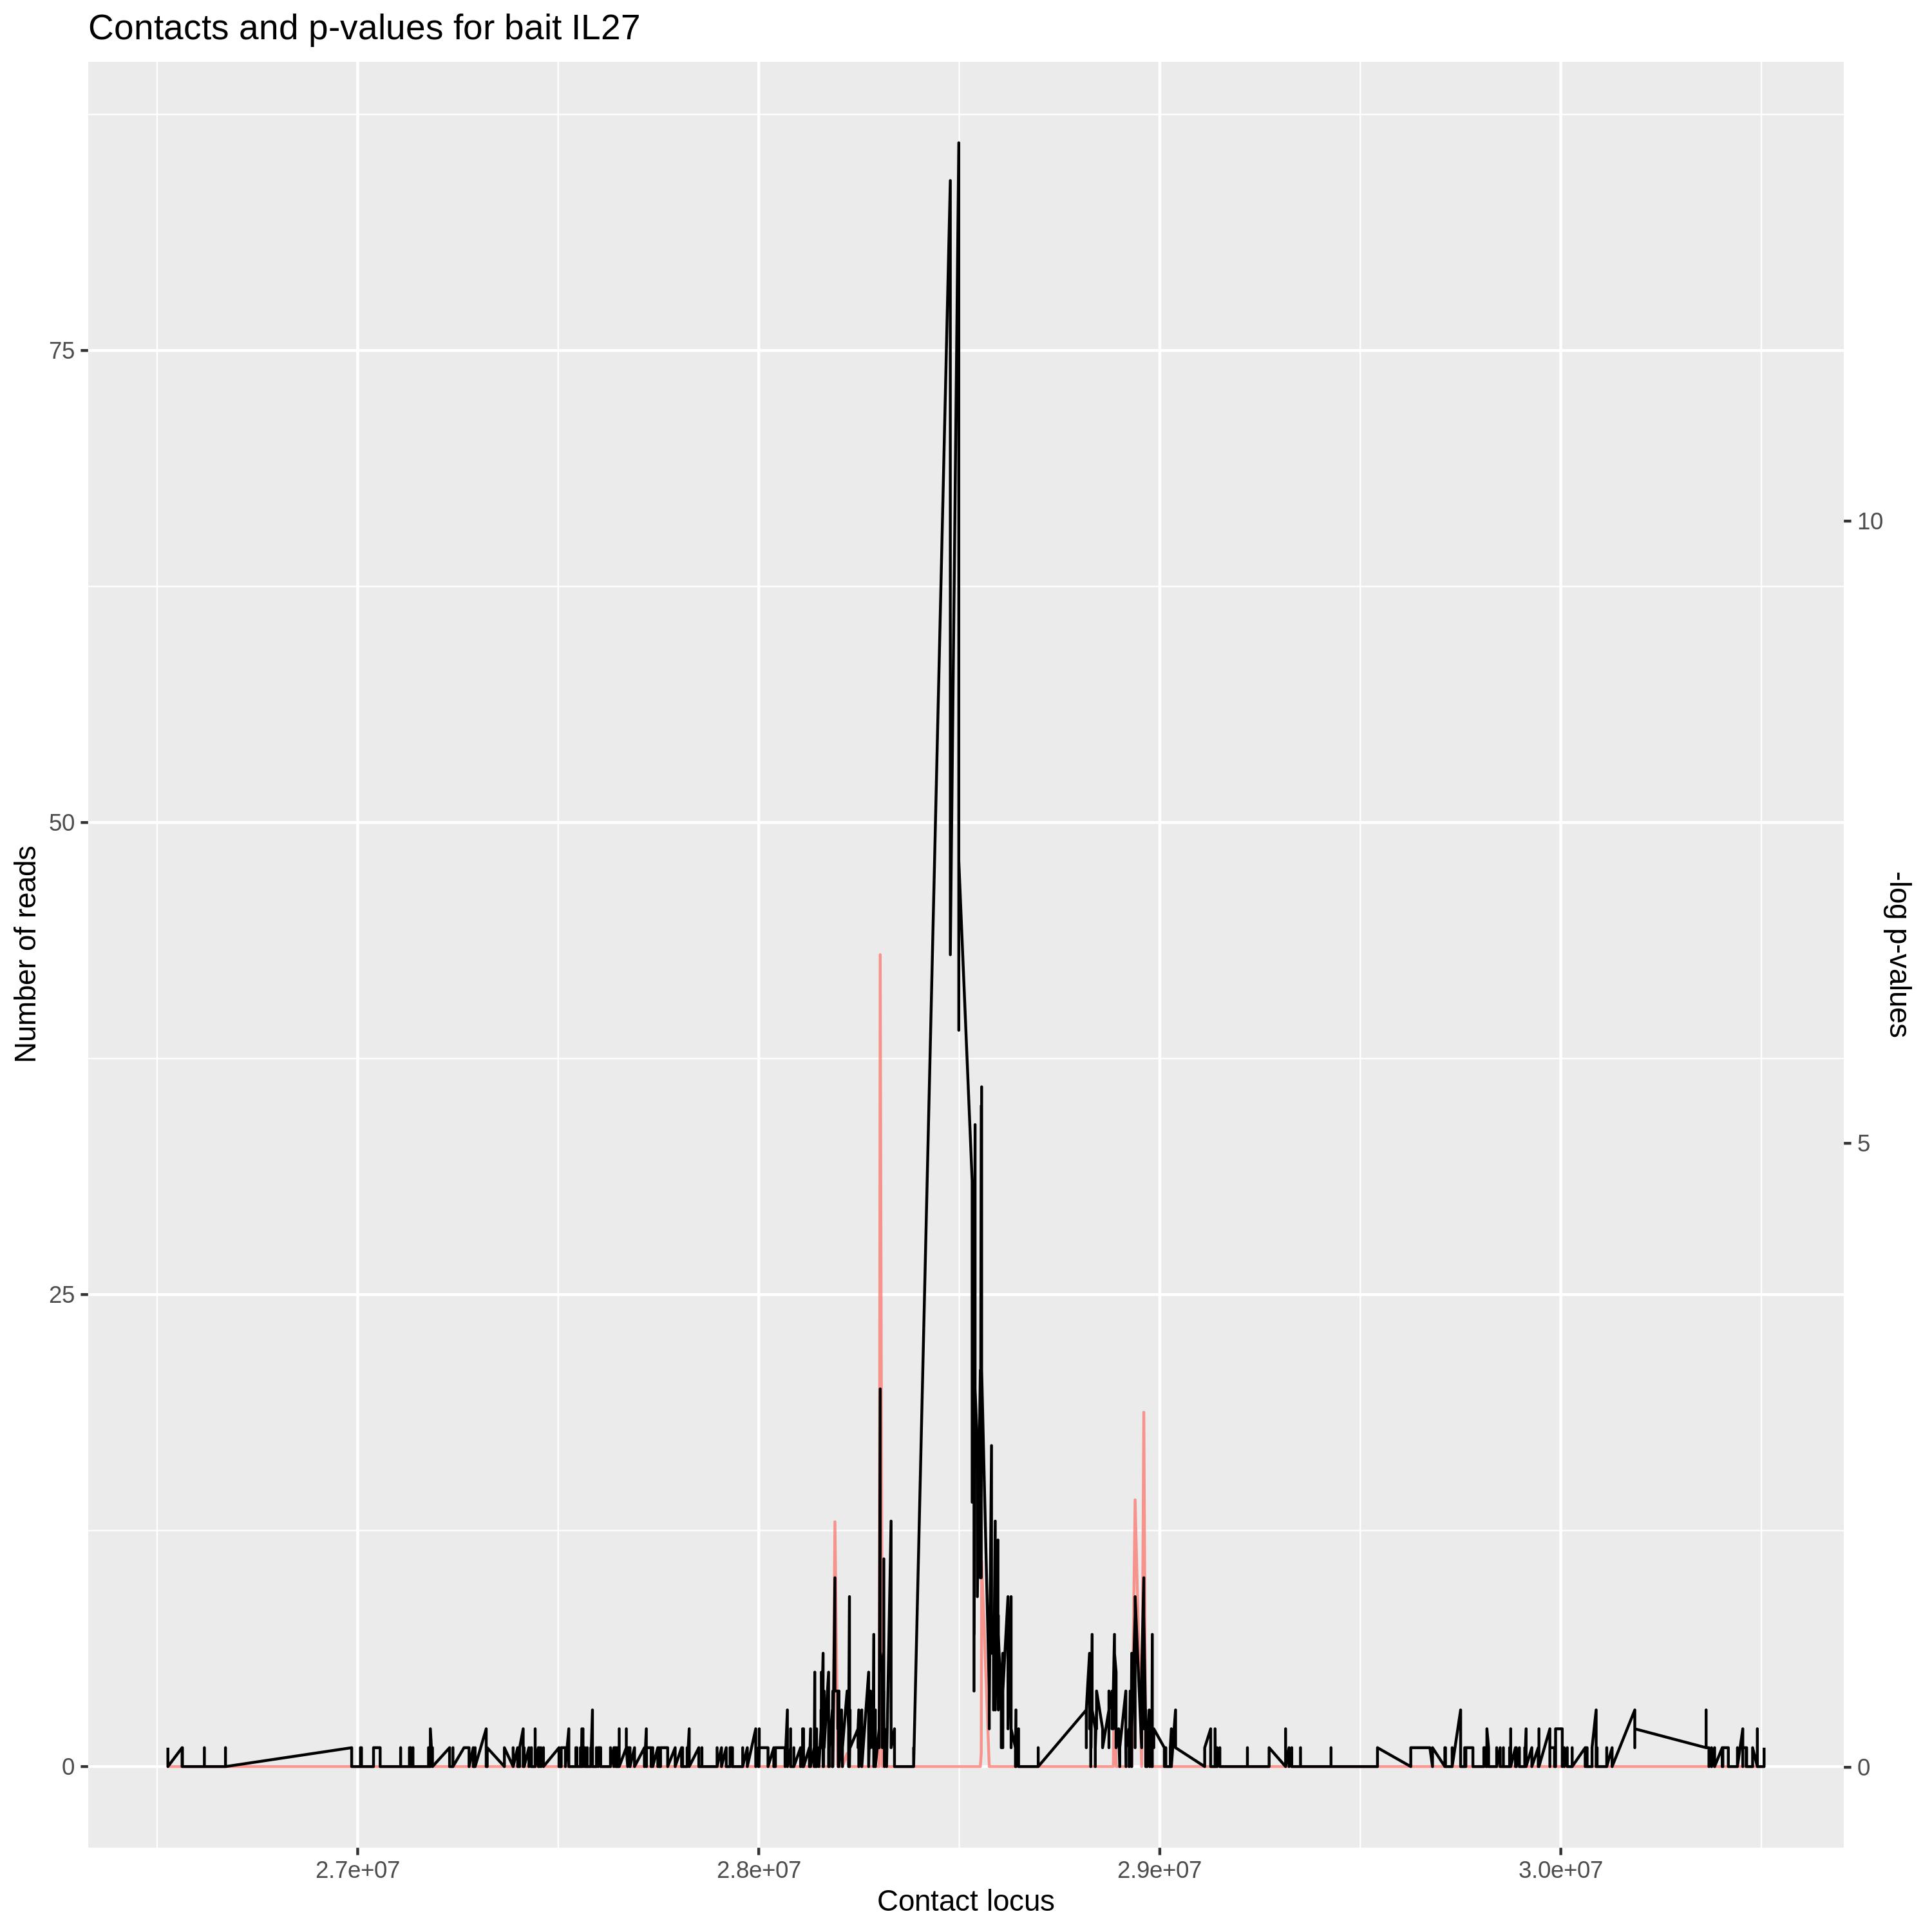 Contacts and p-values for bait IL27
75
50
25
0
10
5
0
Number of reads
-log p-values
2.7e+07
2.8e+07
2.9e+07
3.0e+07
Contact locus